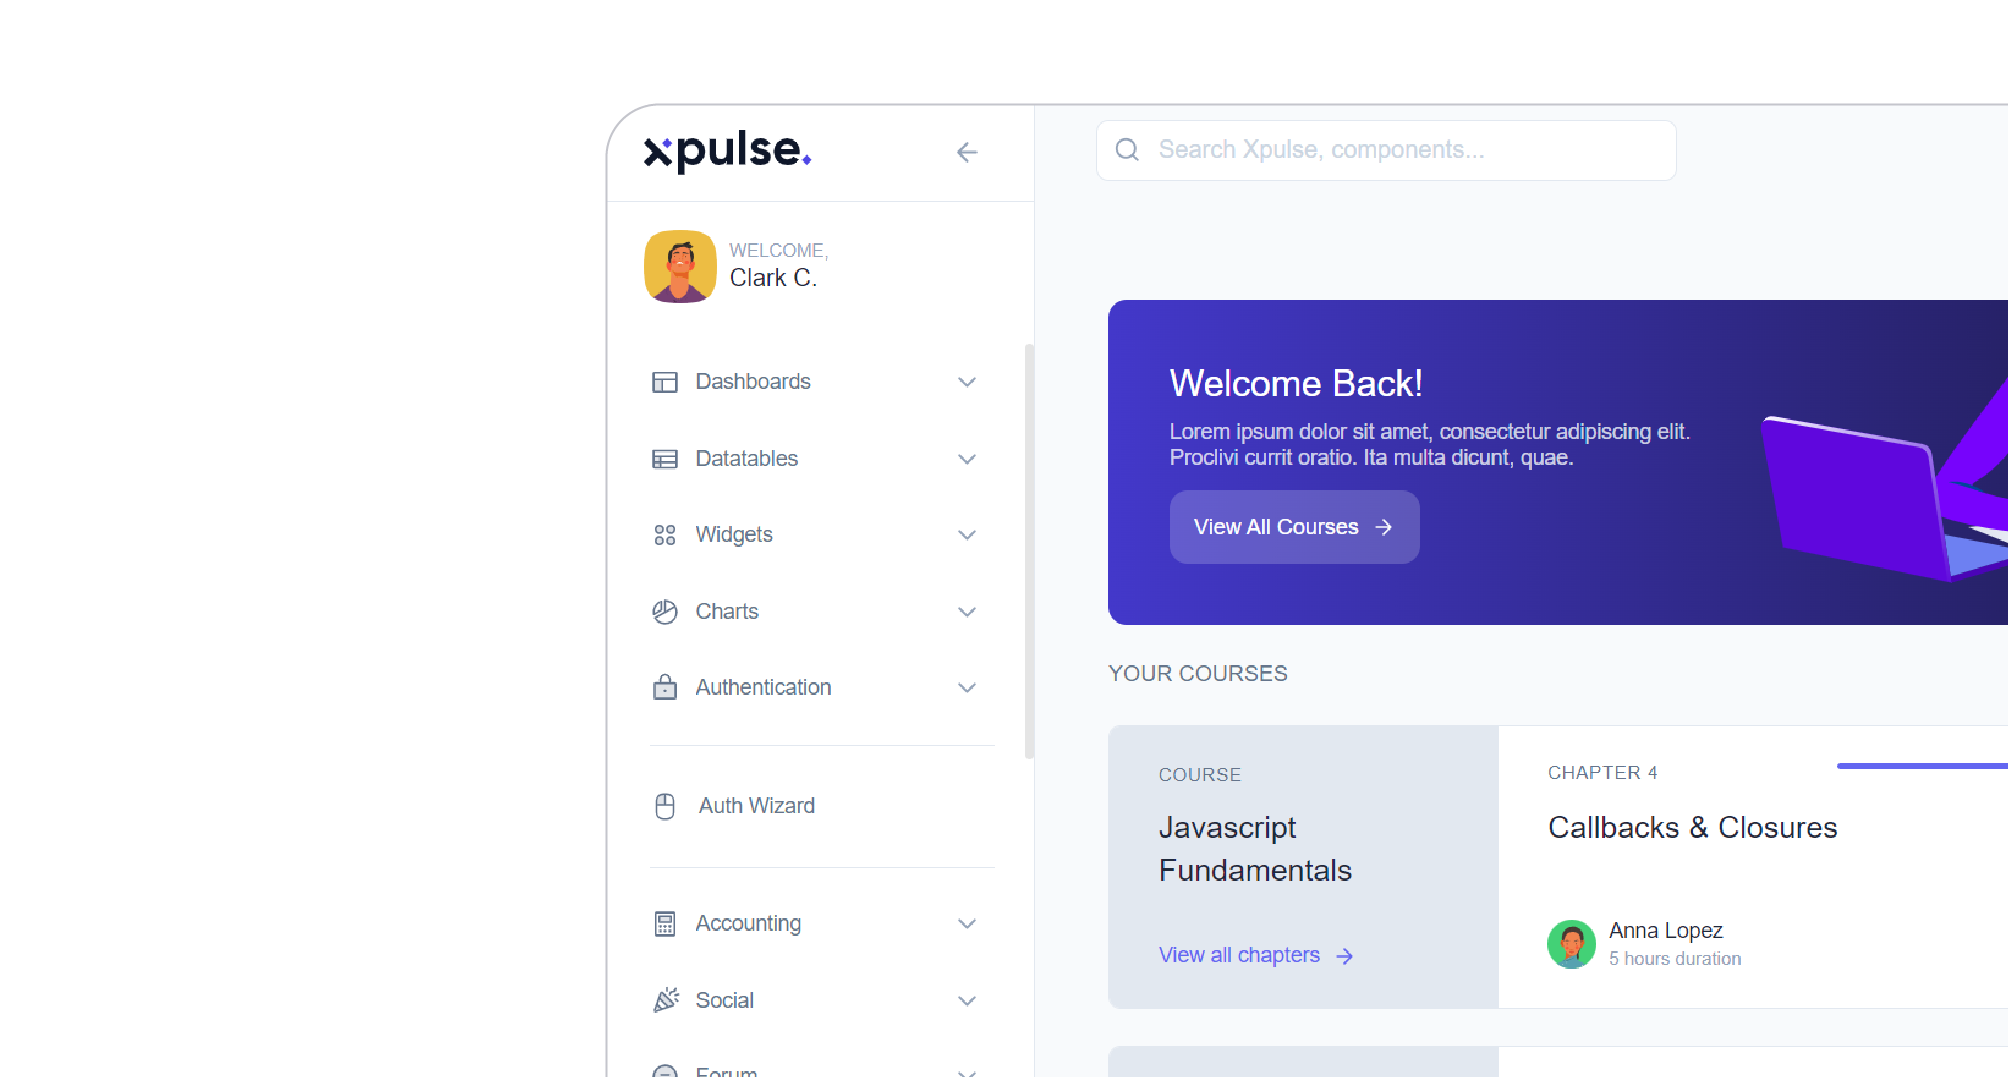 xpulse.
WELCOME,
Clark C.
Dashboards
Datatables
Widgets
Charts
Authentication
Auth Wizard
Accounting
Social
Forum
Search Xpulse, components...
Welcome Back!
Lorem ipsum dolor sit amet, consectetur adipiscing elit.
Proclivi currit oratio. Ita multa dicunt, quae.
View All Courses
YOUR COURSES
COURSE
Javascript
Fundamentals
View all chapters
CHAPTER 4
Callbacks & Closures
Anna Lopez
5 hours duration